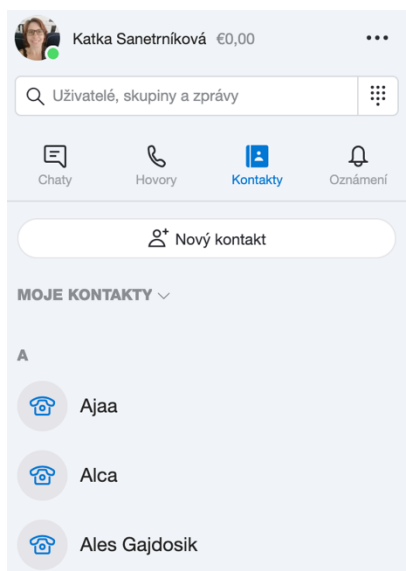 Katka Sanetrníková €0,00
Uživatelé, skupiny a zprávy
Chaty Hovory Kontakty Oznámení
Nový kontakt
MOJE KONTAKTY
A
Ajaa
Alca
Ales Gajdosik